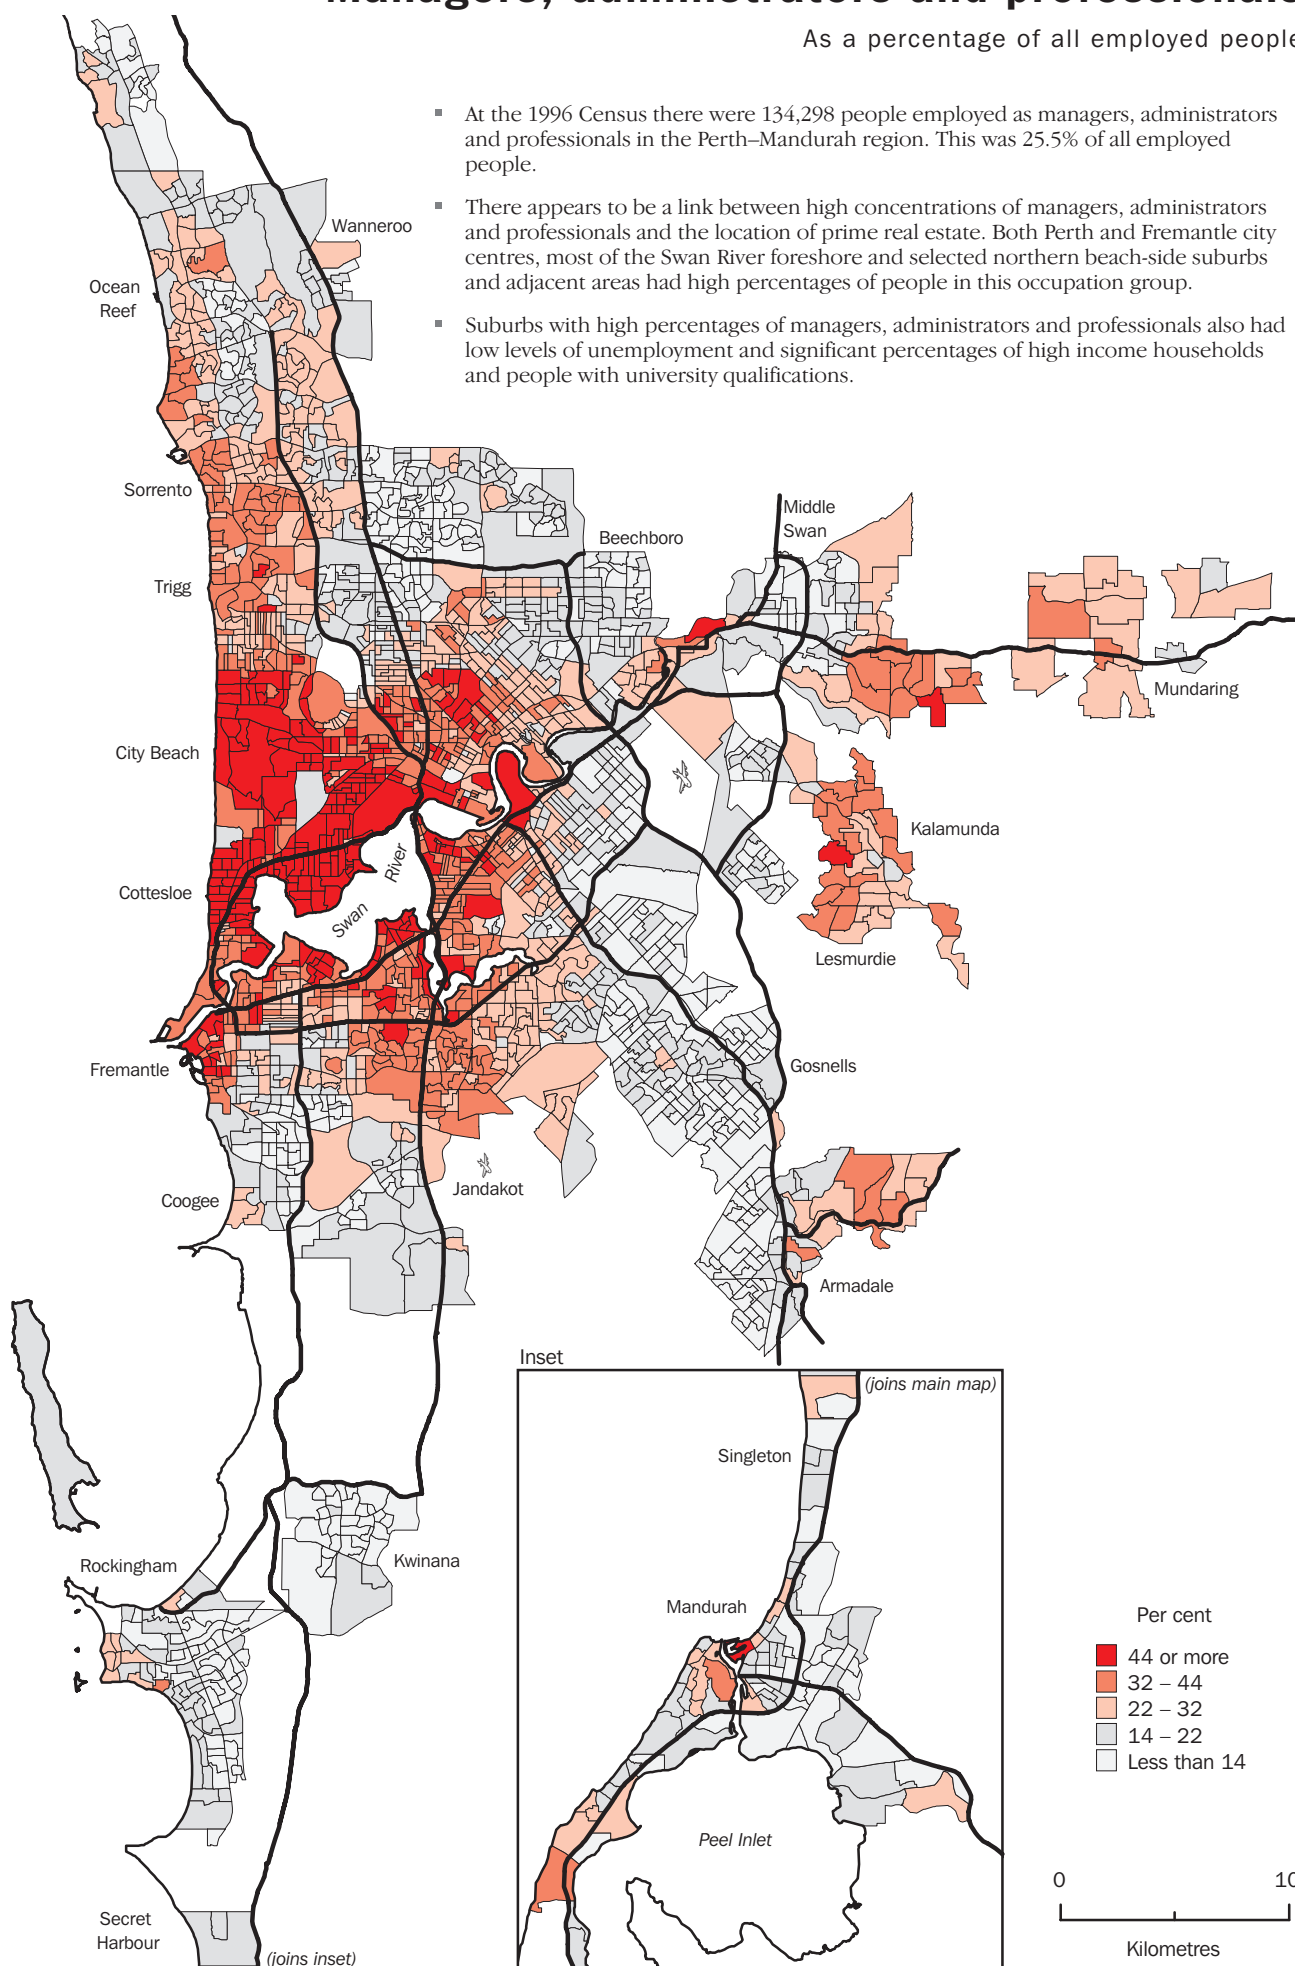 Managers, administrators and professionals
As a percentage of all employed people
At the 1996 Census there were 134,298 people employed as managers, administrators
and professionals in the Perth–Mandurah region. This was 25.5% of all employed
people.
There appears to be a link between high concentrations of managers, administrators
and professionals and the location of prime real estate. Both Perth and Fremantle city
centres, most of the Swan River foreshore and selected northern beach-side suburbs
and adjacent areas had high percentages of people in this occupation group.
Suburbs with high percentages of managers, administrators and professionals also had
low levels of unemployment and significant percentages of high income households
and people with university qualifications.
Wanneroo
Ocean
Reef
Sorrento
Middle
Swan
Beechboro
Trigg
Mundaring
City Beach
Kalamunda
River
Cottesloe
Swan
Lesmurdie
Fremantle
Gosnells
Jandakot
Coogee
Armadale
Inset
(joins main map)
Singleton
Rockingham
Kwinana
Mandurah
Per cent
44 or more
32 – 44
22 – 32
14 – 22
Less than 14
Peel Inlet
0
10
Secret
Harbour
Kilometres
(joins inset)